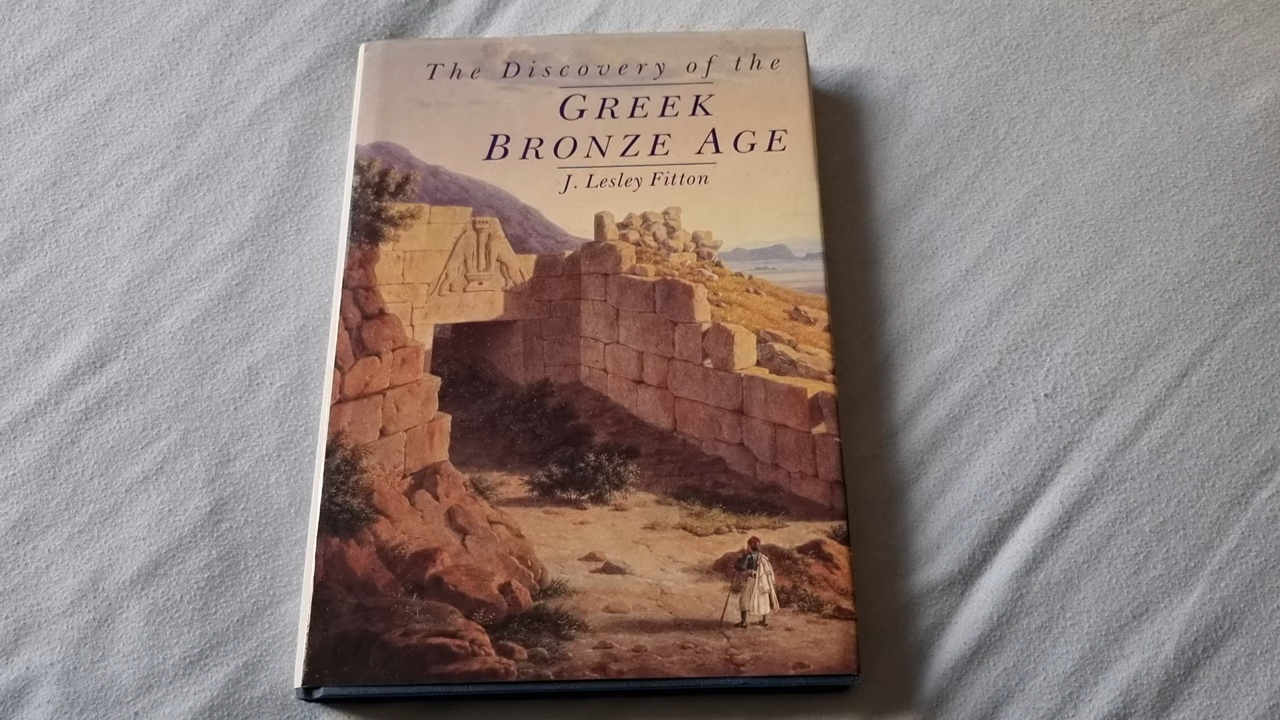 The Discovery of the
GREEK
BRONZE AGE
J. Lesley Fitton